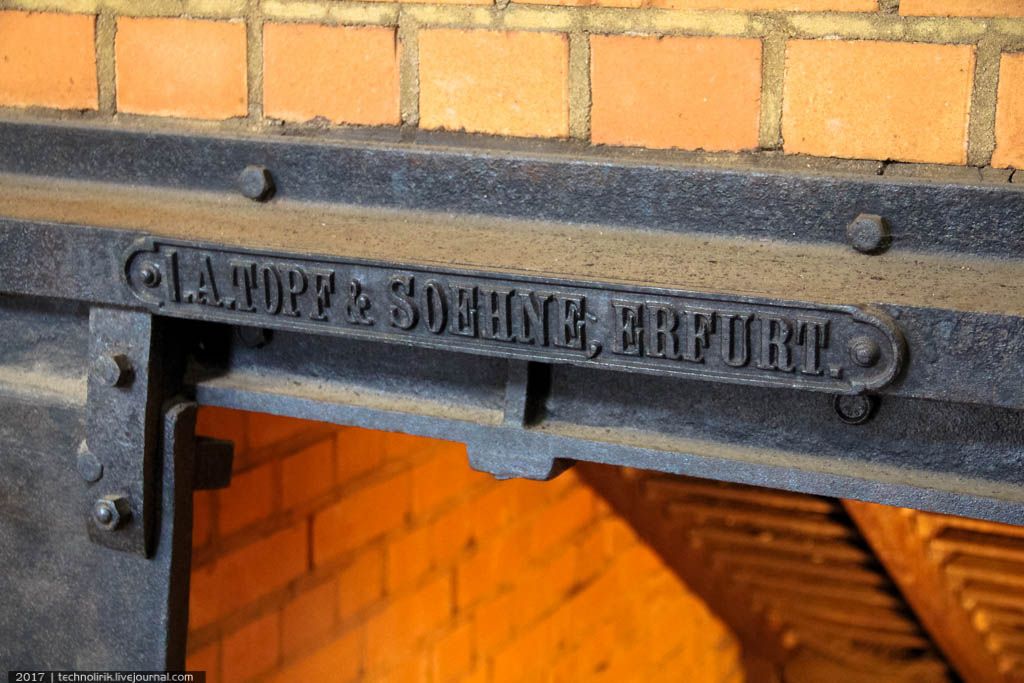 I.A.TOPF & SOEHNE, ERFURT.
2017 | technolirik.livejournal.com